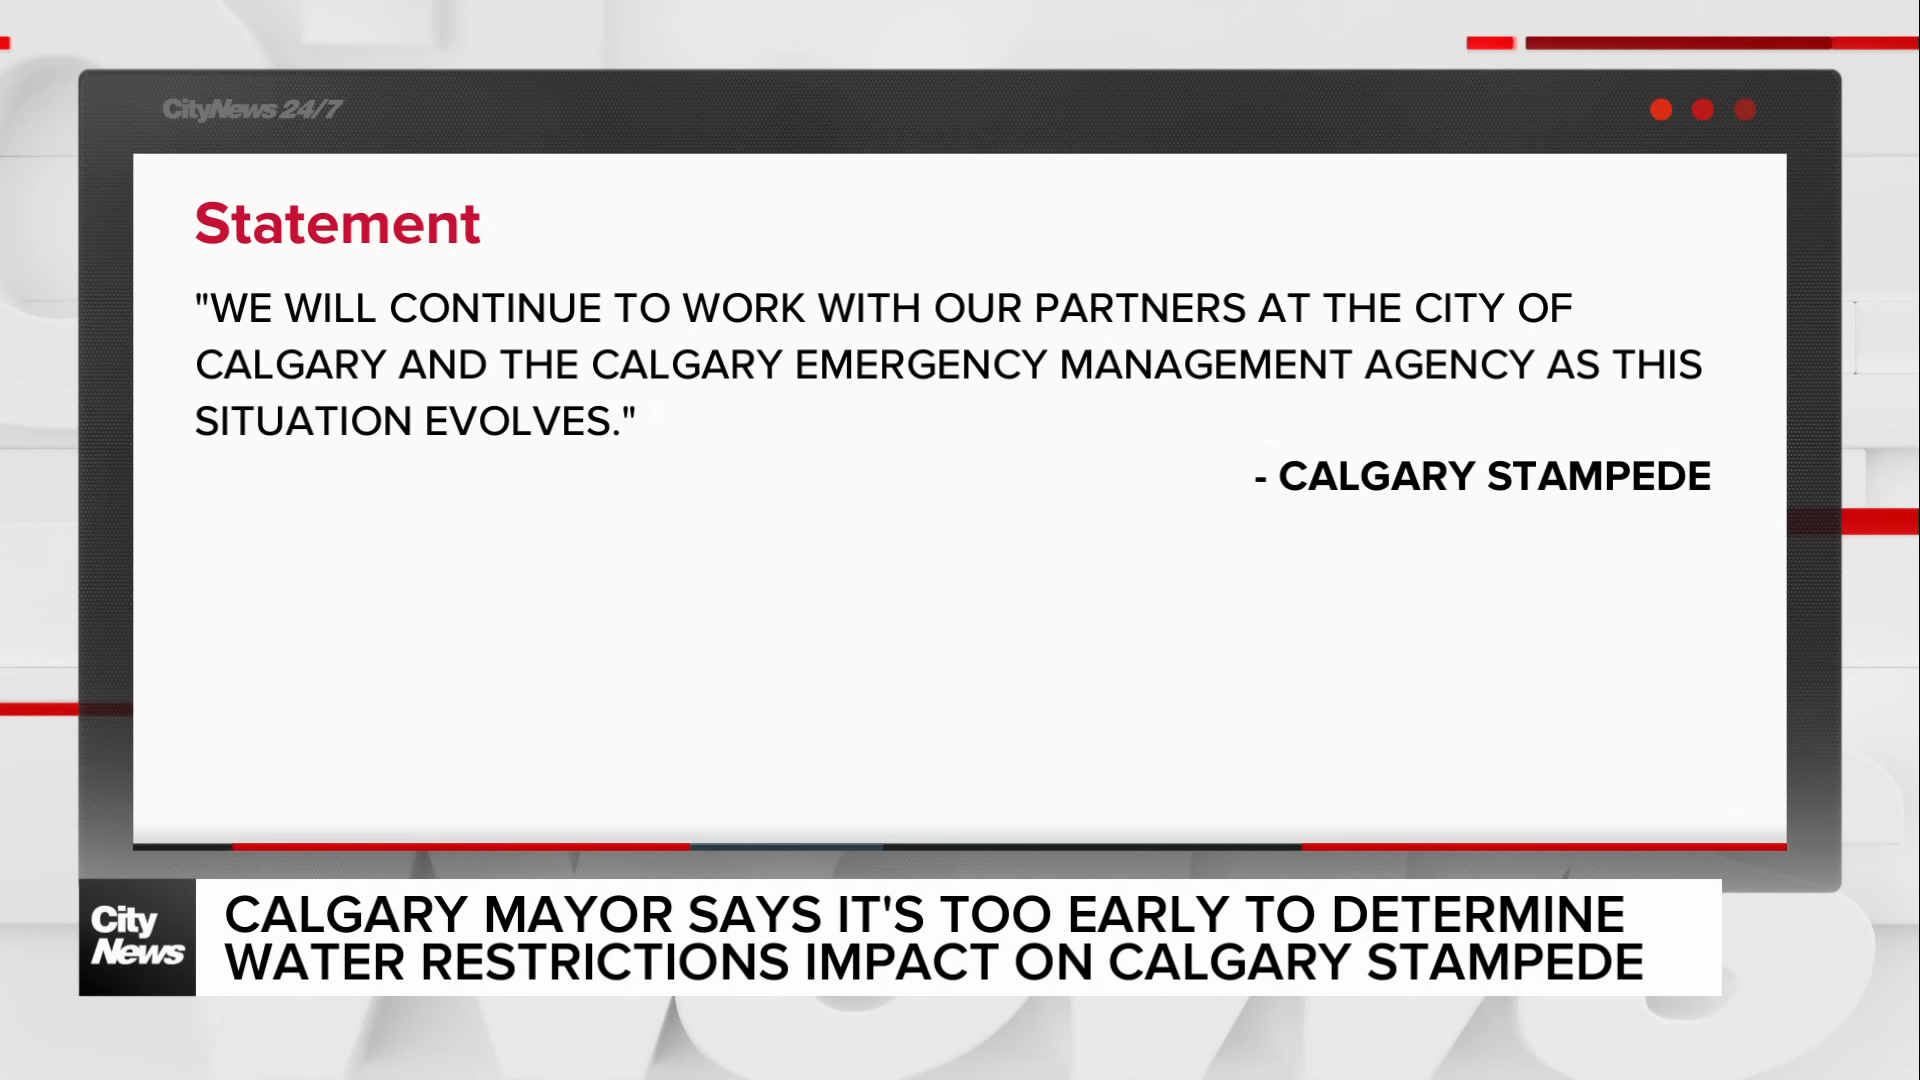 CityNews 24/7
Statement
"WE WILL CONTINUE TO WORK WITH OUR PARTNERS AT THE CITY OF
CALGARY AND THE CALGARY EMERGENCY MANAGEMENT AGENCY AS THIS
SITUATION EVOLVES."
- CALGARY STAMPEDE
City
News
CALGARY MAYOR SAYS IT'S TOO EARLY TO DETERMINE
WATER RESTRICTIONS IMPACT ON CALGARY STAMPEDE